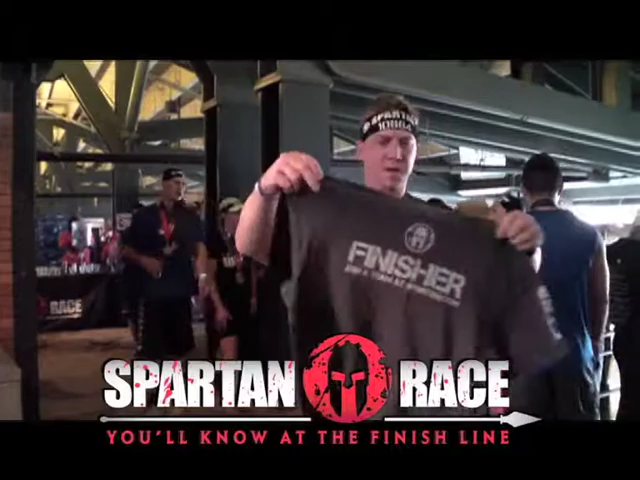 SPARTAN
FINISHER
RACE
SPARTAN RACE
YOU'LL KNOW AT THE FINISH LINE